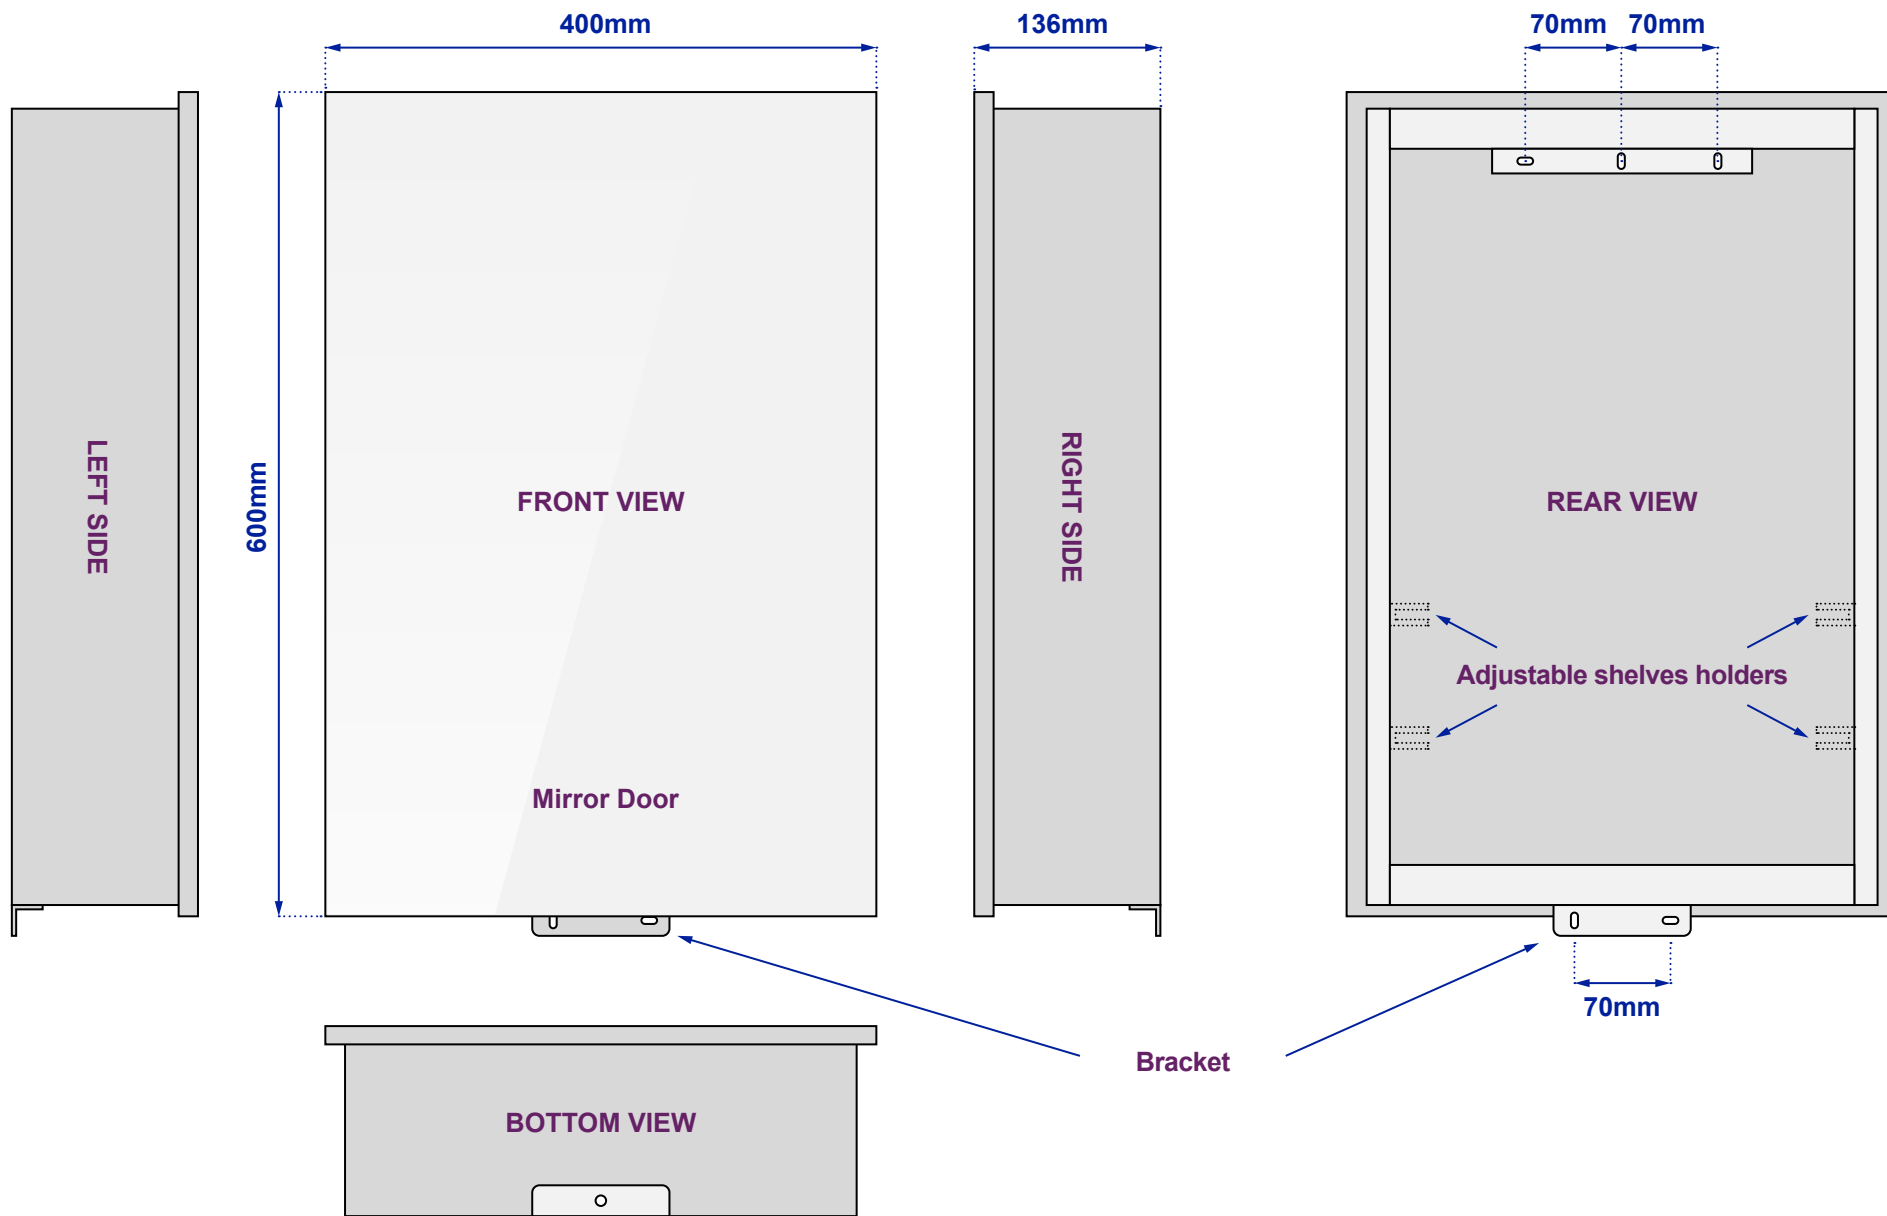 400mm
136mm
70mm 70mm
LEFT SIDE
600mm
FRONT VIEW
RIGHT SIDE
REAR VIEW
Adjustable shelves holders
Mirror Door
70mm
Bracket
BOTTOM VIEW